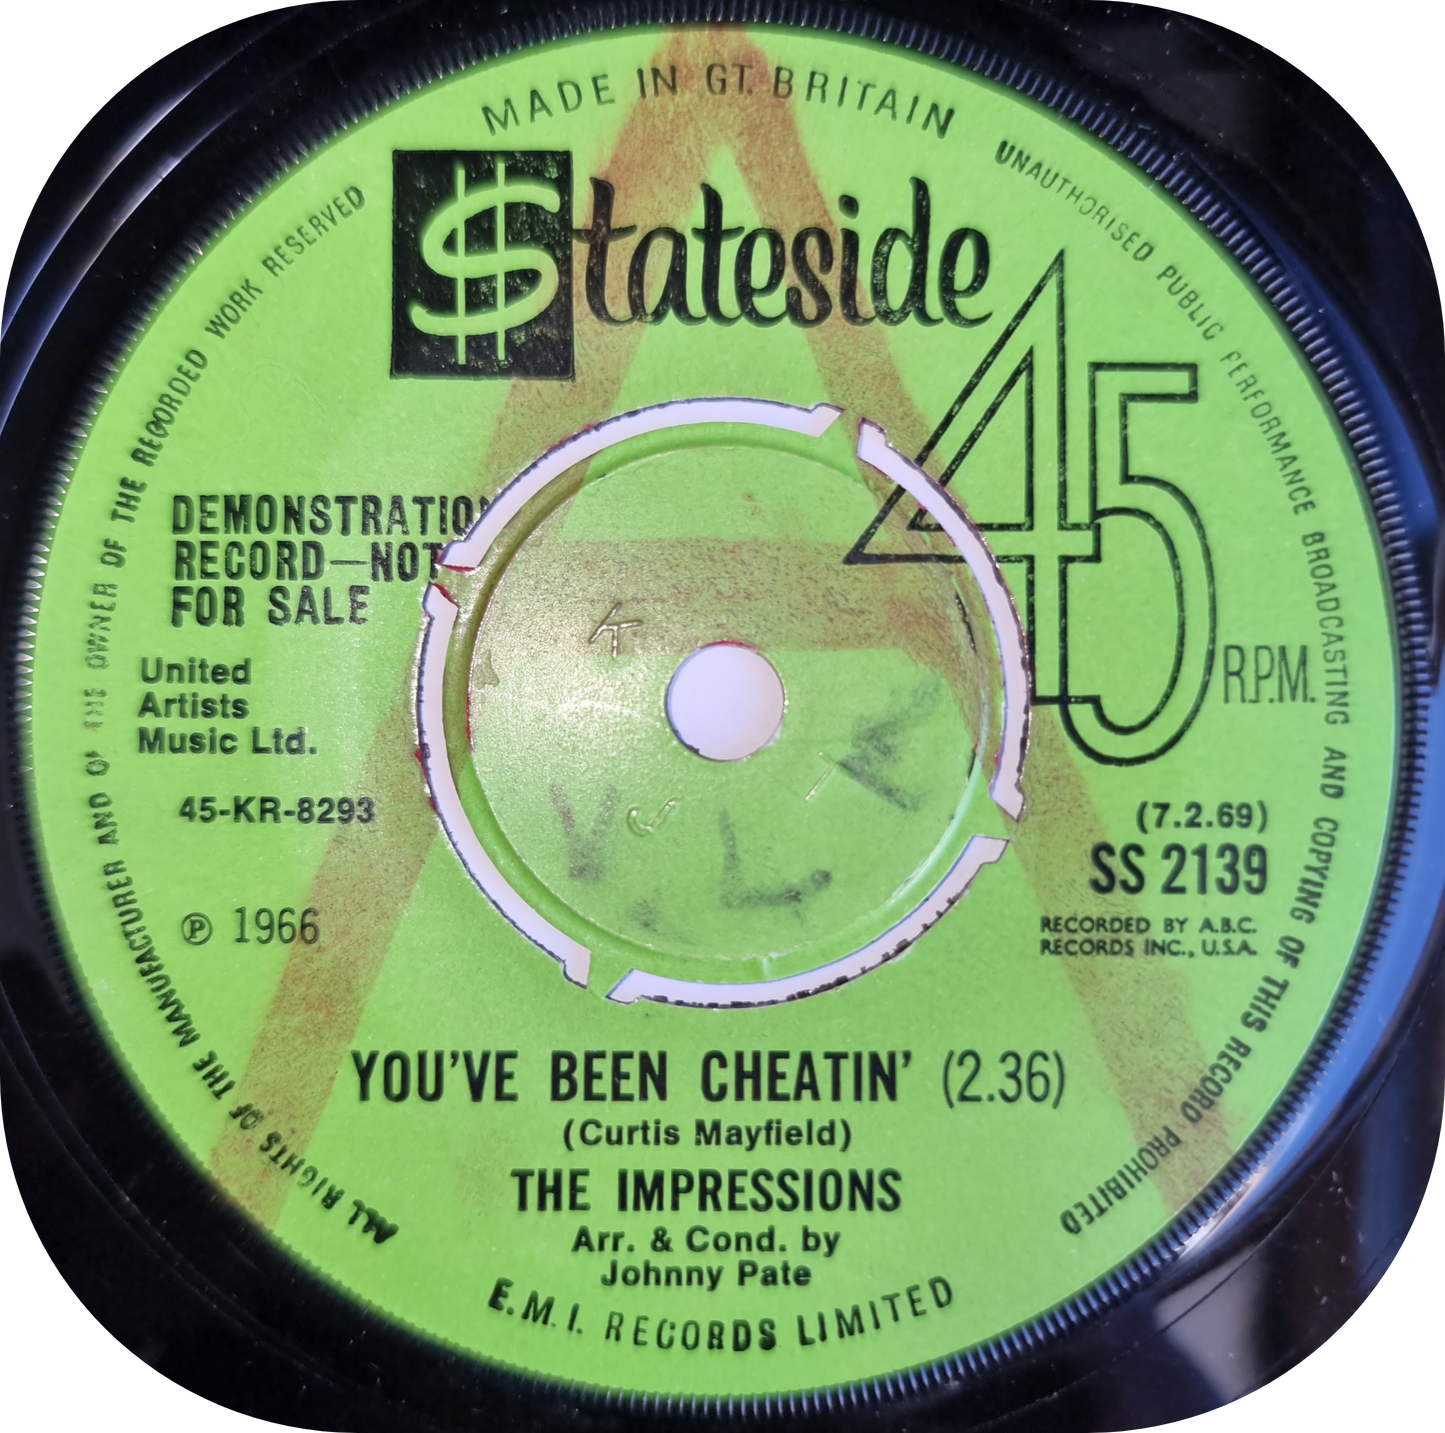 MADE IN GT. BRITAIN
Stateside
45
R.P.M.
DEMONSTRATION
RECORD—NOT
FOR SALE
United
Artists
Music Ltd.
45-KR-8293
℗ 1966
(7.2.69)
SS 2139
RECORDED BY A.B.C.
RECORDS INC., U.S.A.
YOU'VE BEEN CHEATIN' (2.36)
(Curtis Mayfield)
THE IMPRESSIONS
Arr. & Cond. by
Johnny Pate
E.M.I. RECORDS LIMITED
ALL RIGHTS OF THE MANUFACTURER AND OF THE OWNER OF THE RECORDED WORK RESERVED
UNAUTHORISED PUBLIC PERFORMANCE BROADCASTING AND COPYING OF THIS RECORD PROHIBITED
A